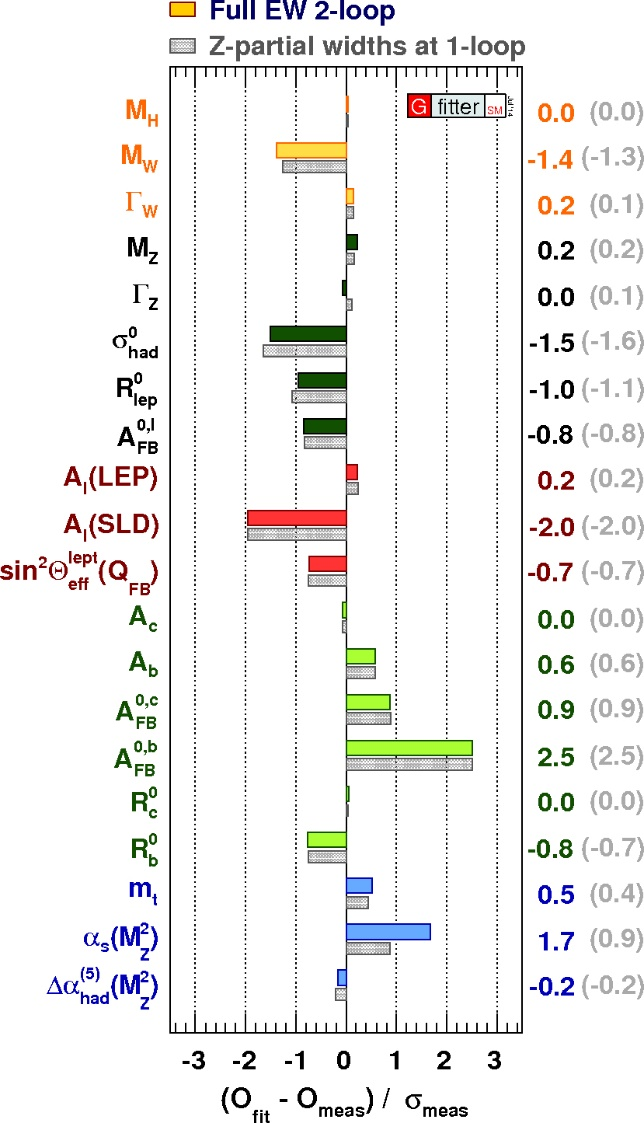 Full EW 2-loop
Z-partial widths at 1-loop
G fitter SM Jul '14
M_H 0.0 (0.0)
M_W -1.4 (-1.3)
Γ_W 0.2 (0.1)
M_Z 0.2 (0.2)
Γ_Z 0.0 (0.1)
σ^0_had -1.5 (-1.6)
R^0_lep -1.0 (-1.1)
A^0,l_FB -0.8 (-0.8)
A_l(LEP) 0.2 (0.2)
A_l(SLD) -2.0 (-2.0)
sin²Θ^lept_eff(Q_FB) -0.7 (-0.7)
A_c 0.0 (0.0)
A_b 0.6 (0.6)
A^0,c_FB 0.9 (0.9)
A^0,b_FB 2.5 (2.5)
R^0_c 0.0 (0.0)
R^0_b -0.8 (-0.7)
m_t 0.5 (0.4)
α_s(M²_Z) 1.7 (0.9)
Δα^(5)_had(M²_Z) -0.2 (-0.2)
-3 -2 -1 0 1 2 3
(O_fit - O_meas) / σ_meas